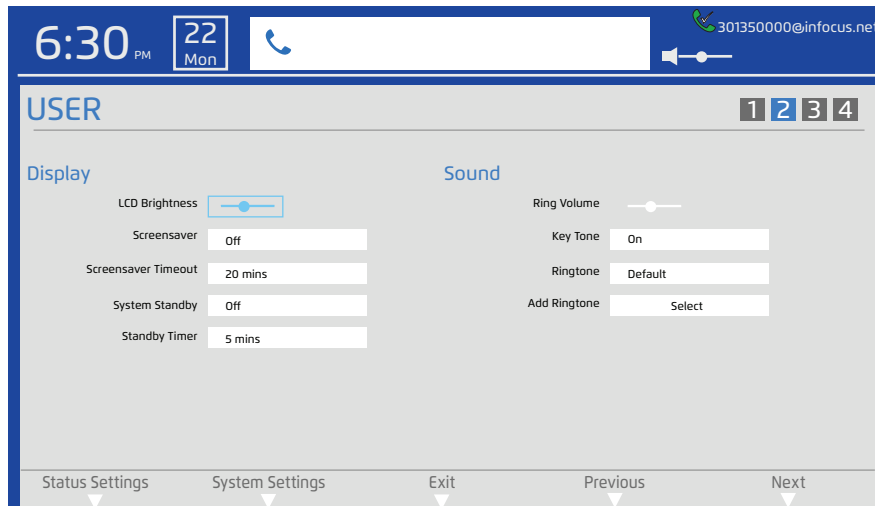 6:30 PM
22
Mon
301350000@infocus.net
USER
1 2 3 4
Display
LCD Brightness
Screensaver Off
Screensaver Timeout 20 mins
System Standby Off
Standby Timer 5 mins
Sound
Ring Volume
Key Tone On
Ringtone Default
Add Ringtone Select
Status Settings System Settings Exit Previous Next